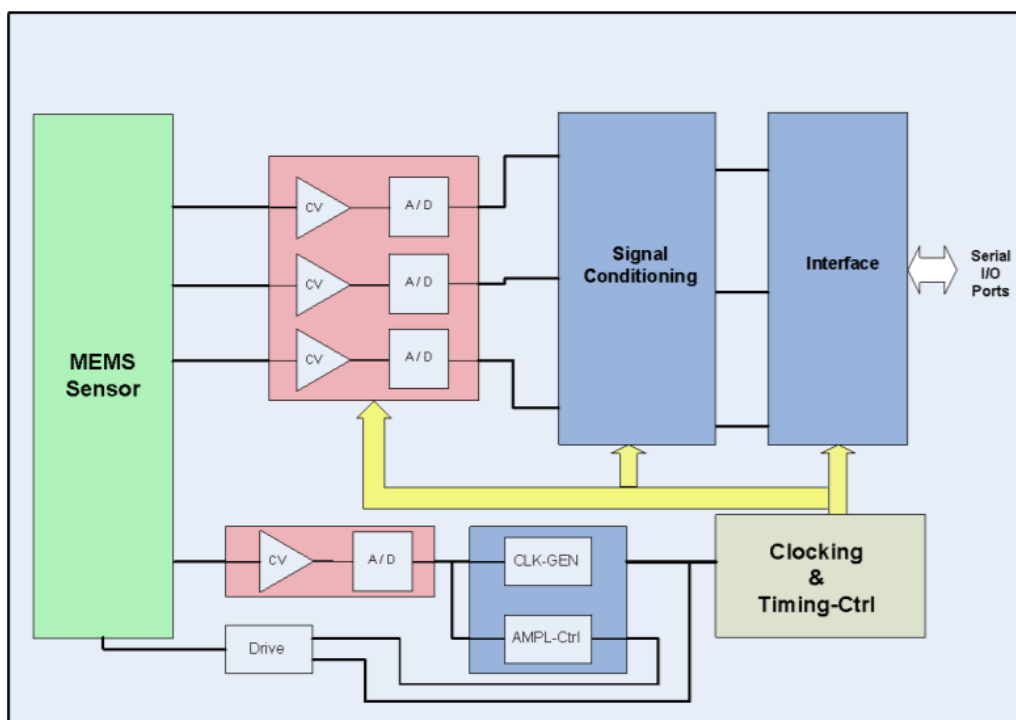 MEMS
Sensor
CV
A/D
CV
A/D
CV
A/D
Signal
Conditioning
Interface
Serial
I/O
Ports
CV
A/D
CLK-GEN
AMPL-Ctrl
Drive
Clocking
&
Timing-Ctrl